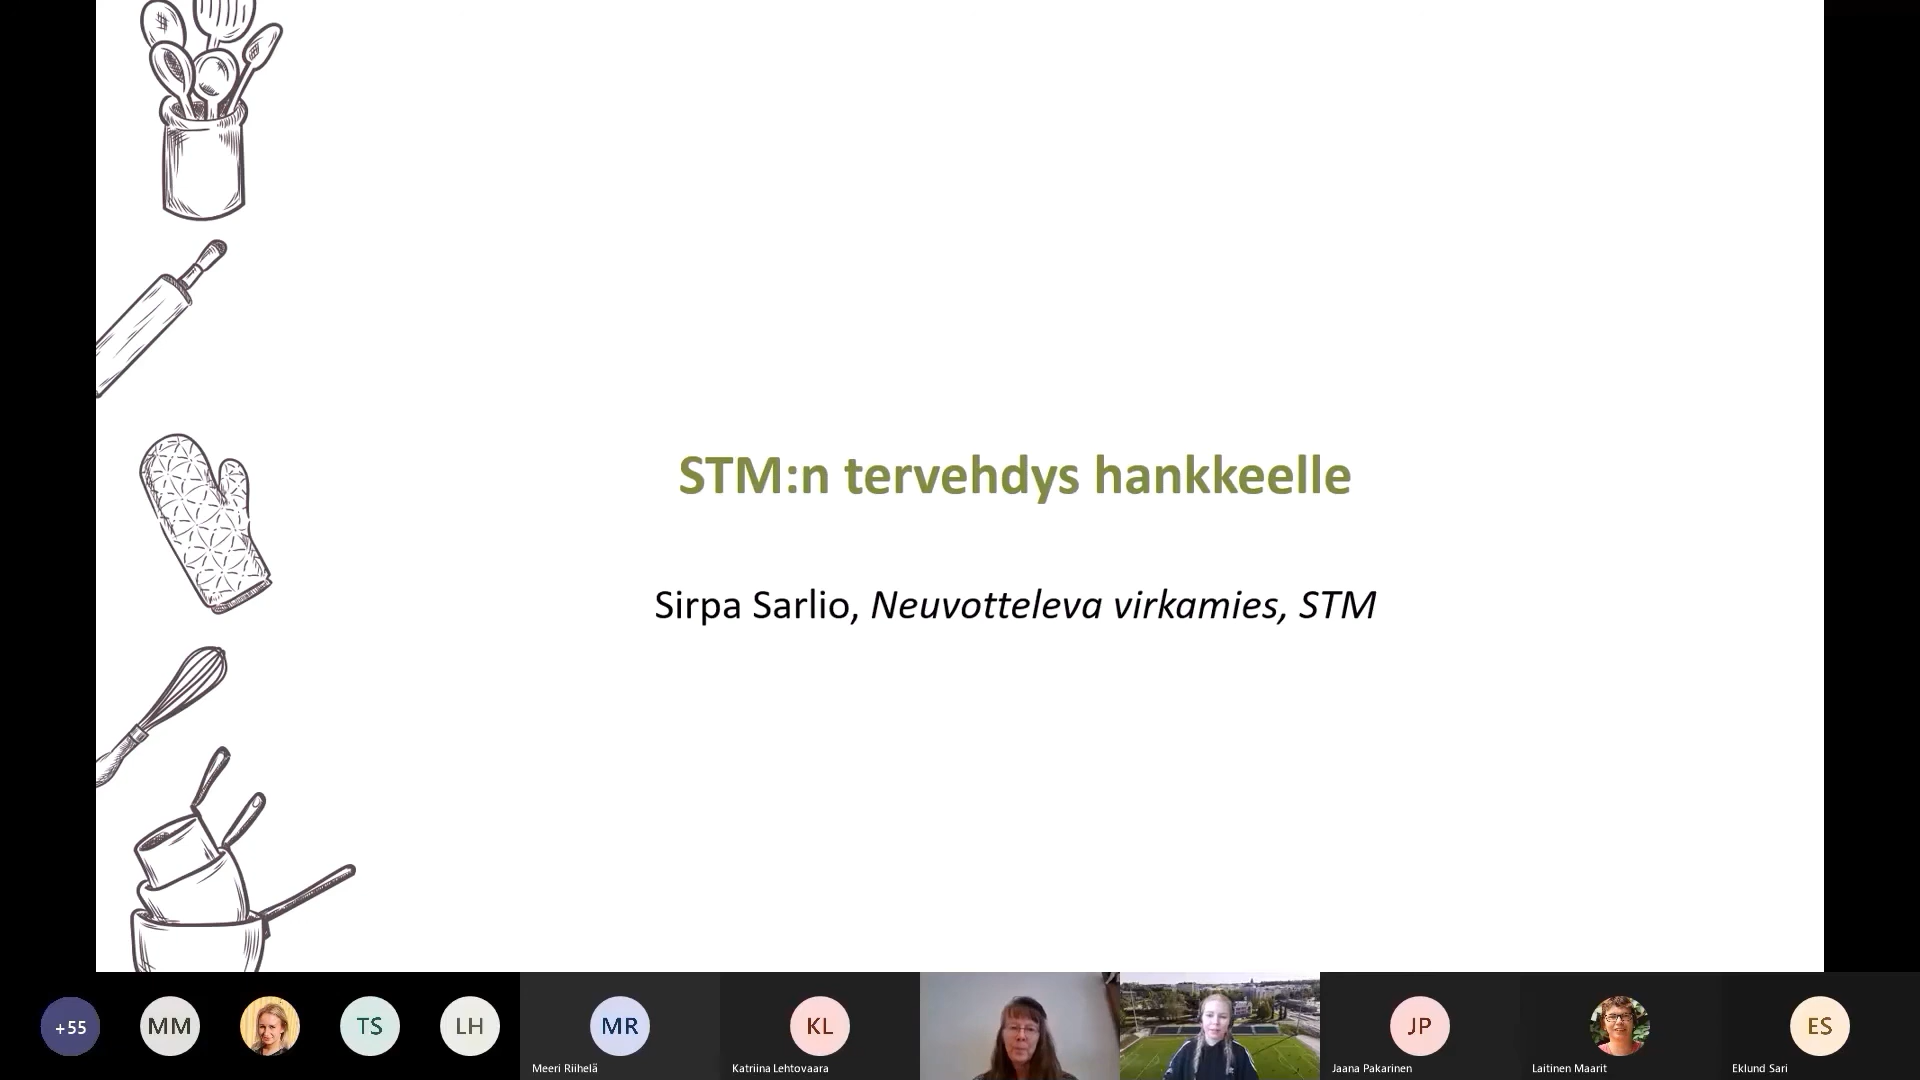 STM:n tervehdys hankkeelle
Sirpa Sarlio, Neuvotteleva virkamies, STM
+55
MM
TS
LH
MR
KL
JP
ES
Meeri Riihelä
Katriina Lehtovaara
Jaana Pakarinen
Laitinen Maarit
Eklund Sari